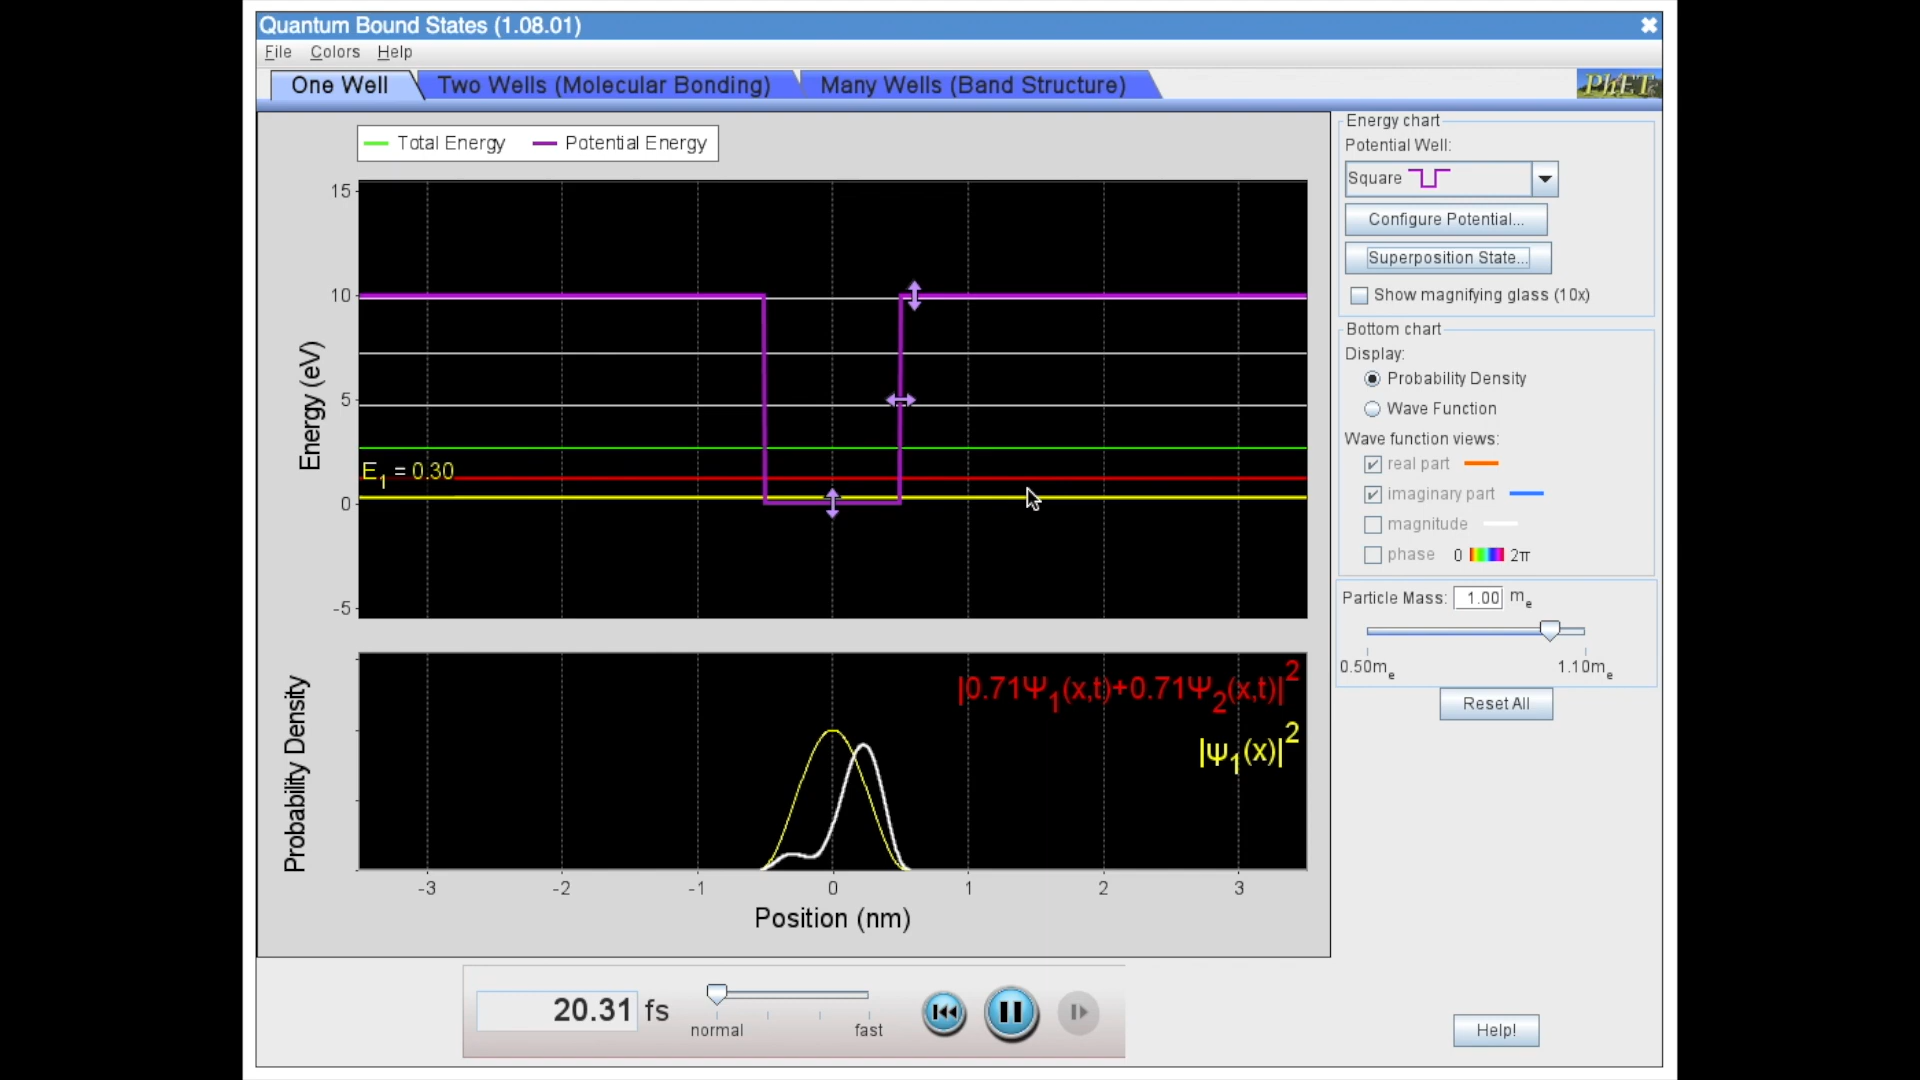 Quantum Bound States (1.08.01)
File Colors Help
One Well Two Wells (Molecular Bonding) Many Wells (Band Structure) PhET
Total Energy Potential Energy
Energy (eV)
15
10
5
0
-5
E1 = 0.30
Probability Density
|0.71Ψ1(x,t)+0.71Ψ2(x,t)|²
|ψ1(x)|²
-3 -2 -1 0 1 2 3
Position (nm)
Energy chart
Potential Well:
Square
Configure Potential...
Superposition State...
Show magnifying glass (10x)
Bottom chart
Display:
Probability Density
Wave Function
Wave function views:
real part
imaginary part
magnitude
phase 0 2π
Particle Mass: 1.00 me
0.50me 1.10me
Reset All
20.31 fs
normal fast
Help!